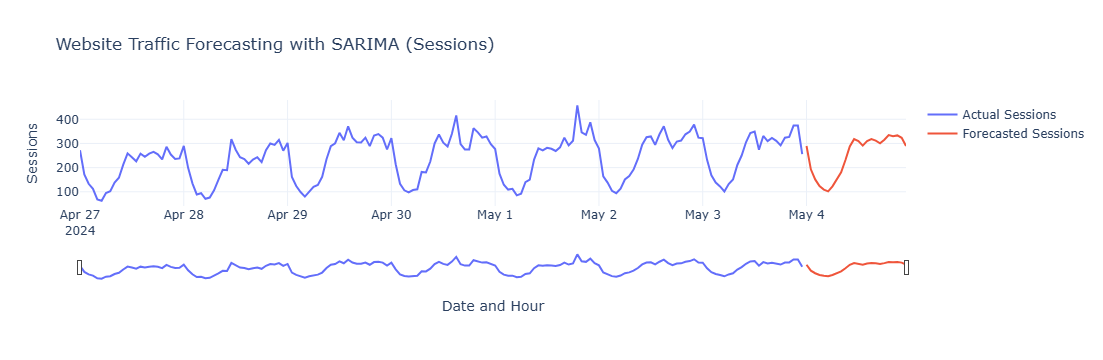 Website Traffic Forecasting with SARIMA (Sessions)
Actual Sessions
Forecasted Sessions
Sessions
400
300
200
100
Apr 27
2024
Apr 28
Apr 29
Apr 30
May 1
May 2
May 3
May 4
Date and Hour